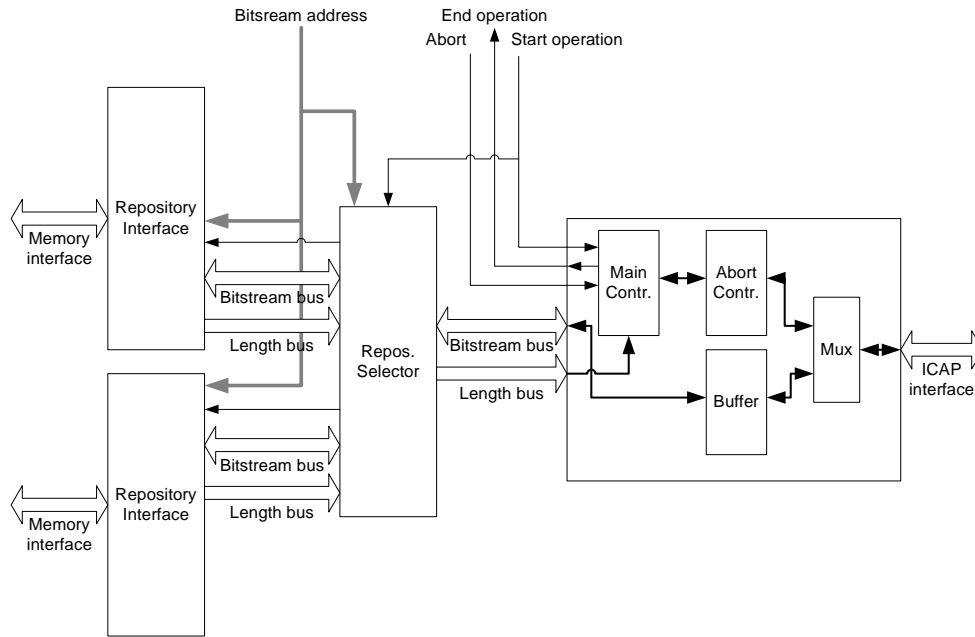 Bitsream address
End operation
Abort
Start operation
Repository
Interface
Memory
interface
Bitstream bus
Length bus
Repos.
Selector
Bitstream bus
Length bus
Main
Contr.
Abort
Contr.
Mux
Buffer
ICAP
interface
Repository
Interface
Memory
interface
Bitstream bus
Length bus